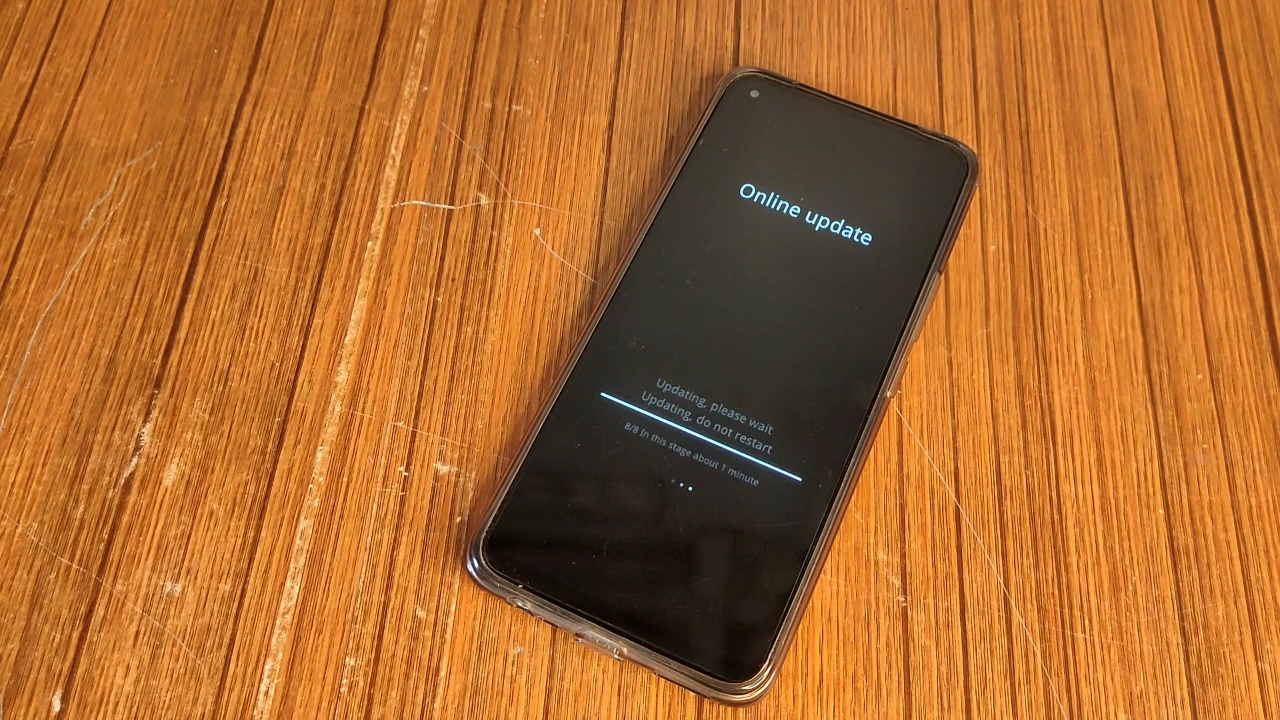 Online update
Updating, please wait
Updating, do not restart
8/8 In this stage about 1 minute